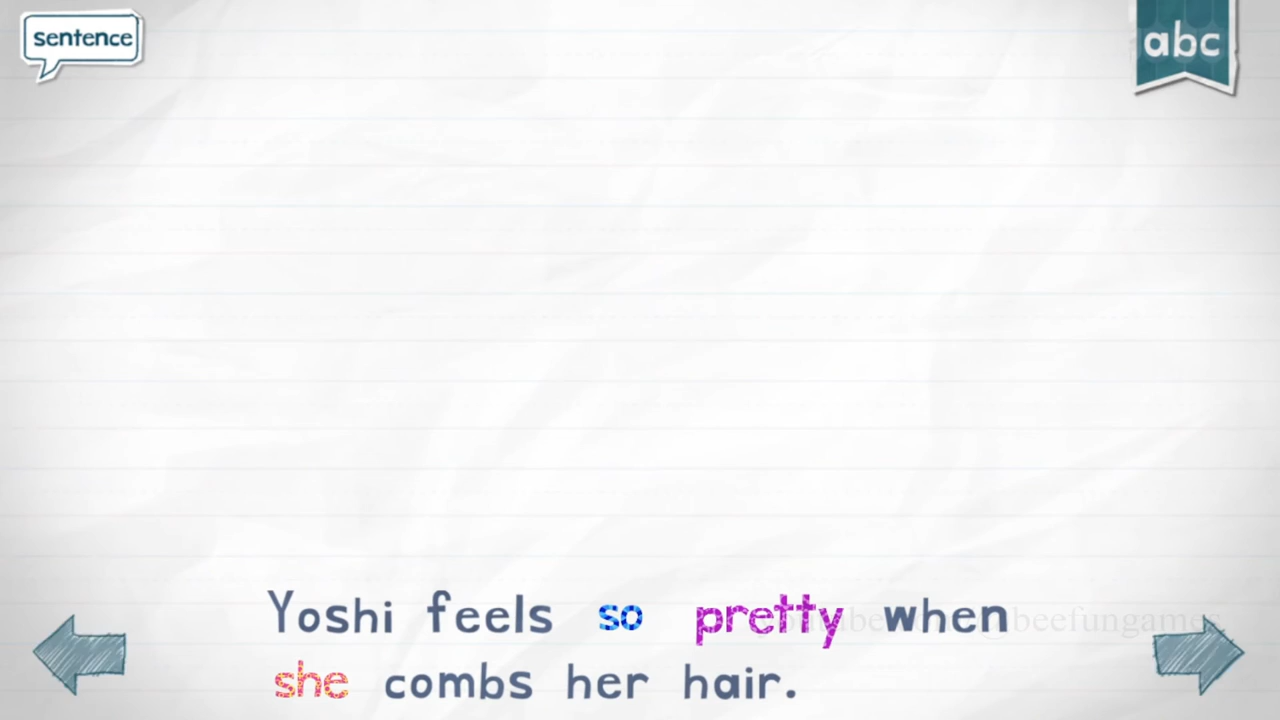 sentence
abc
Yoshi feels so pretty when
she combs her hair.